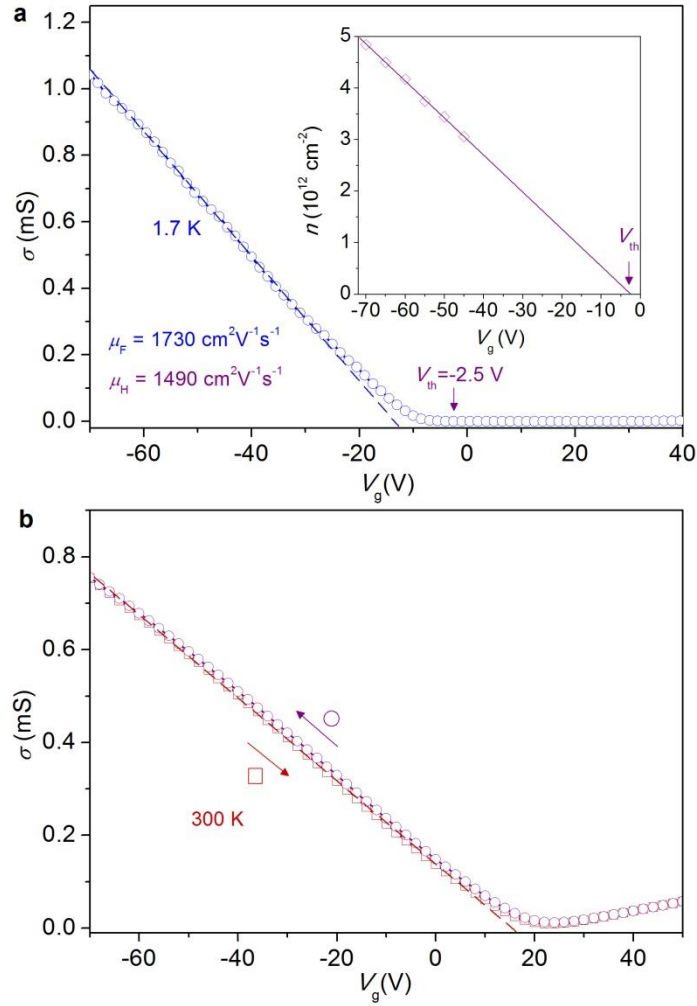 a
1.2
1.0
0.8
0.6
0.4
0.2
0.0
σ (mS)
1.7 K
μF = 1730 cm²V⁻¹s⁻¹
μH = 1490 cm²V⁻¹s⁻¹
Vth=-2.5 V
-60 -40 -20 0 20 40
Vg(V)
5
4
3
2
1
0
n (10¹² cm⁻²)
Vth
-70 -60 -50 -40 -30 -20 -10 0
Vg(V)
b
0.8
0.6
0.4
0.2
0.0
σ (mS)
300 K
-60 -40 -20 0 20 40
Vg(V)